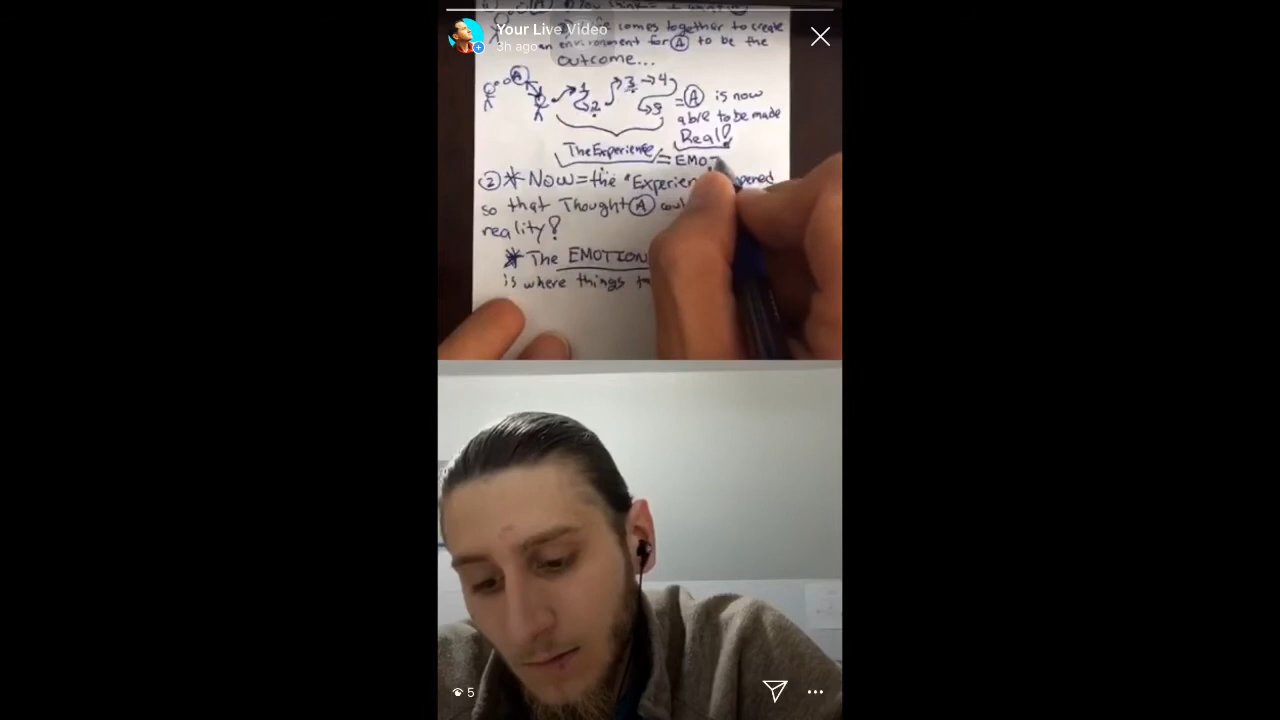 Your Live Video
3h ago
comes together to create
an environment for A to be the
outcome...
A
1
2
3 → 4
5
= A is now
able to be made
Real!
The Experience = EMOT
2 * Now = the "Experien
so that Thought A
reality?
* The EMOTION
is where things
5